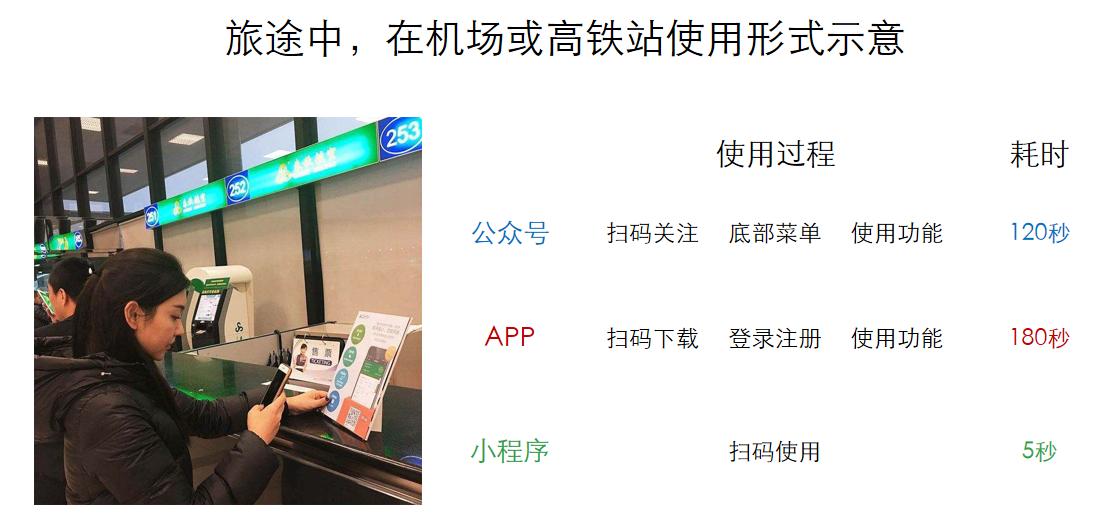 旅途中，在机场或高铁站使用形式示意
253
252
251
售票
TICKETING
使用过程 耗时
公众号 扫码关注 底部菜单 使用功能 120秒
APP 扫码下载 登录注册 使用功能 180秒
小程序 扫码使用 5秒